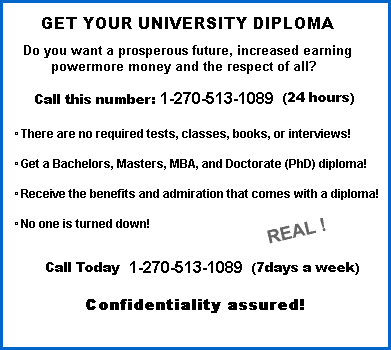 GET YOUR UNIVERSITY DIPLOMA
Do you want a prosperous future, increased earning
powermore money and the respect of all?
Call this number: 1-270-513-1089 (24 hours)
▫There are no required tests, classes, books, or interviews!
▫Get a Bachelors, Masters, MBA, and Doctorate (PhD) diploma!
▫Receive the benefits and admiration that comes with a diploma!
▫No one is turned down!
REAL !
Call Today 1-270-513-1089 (7days a week)
Confidentiality assured!